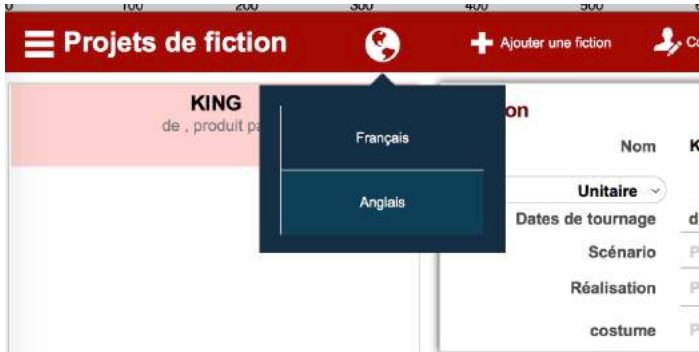 0 100 200 300 400 500
Projets de fiction
Ajouter une fiction
KING
de , produit
Français
Anglais
on
Nom K
Unitaire
Dates de tournage d
Scénario P
Réalisation P
costume P